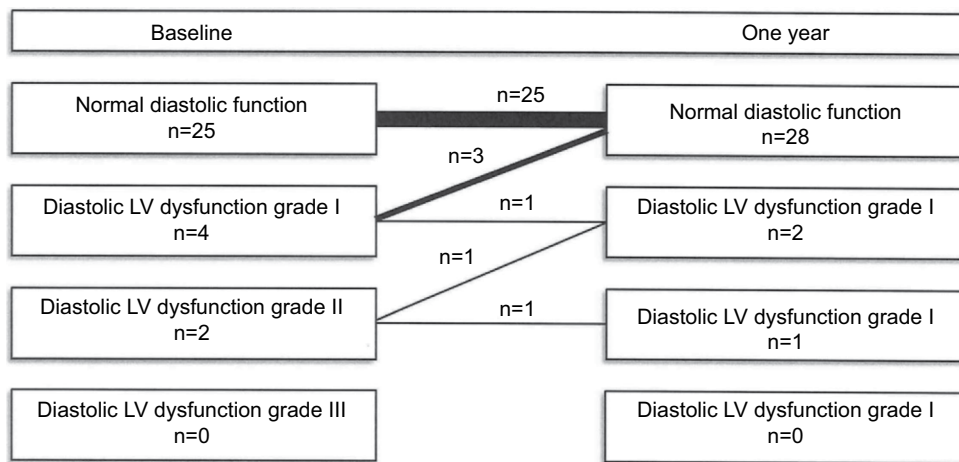 Baseline One year
Normal diastolic function
n=25
n=25
Normal diastolic function
n=28
n=3
Diastolic LV dysfunction grade I
n=4
n=1
Diastolic LV dysfunction grade I
n=2
n=1
Diastolic LV dysfunction grade II
n=2
n=1
Diastolic LV dysfunction grade I
n=1
Diastolic LV dysfunction grade III
n=0
Diastolic LV dysfunction grade I
n=0